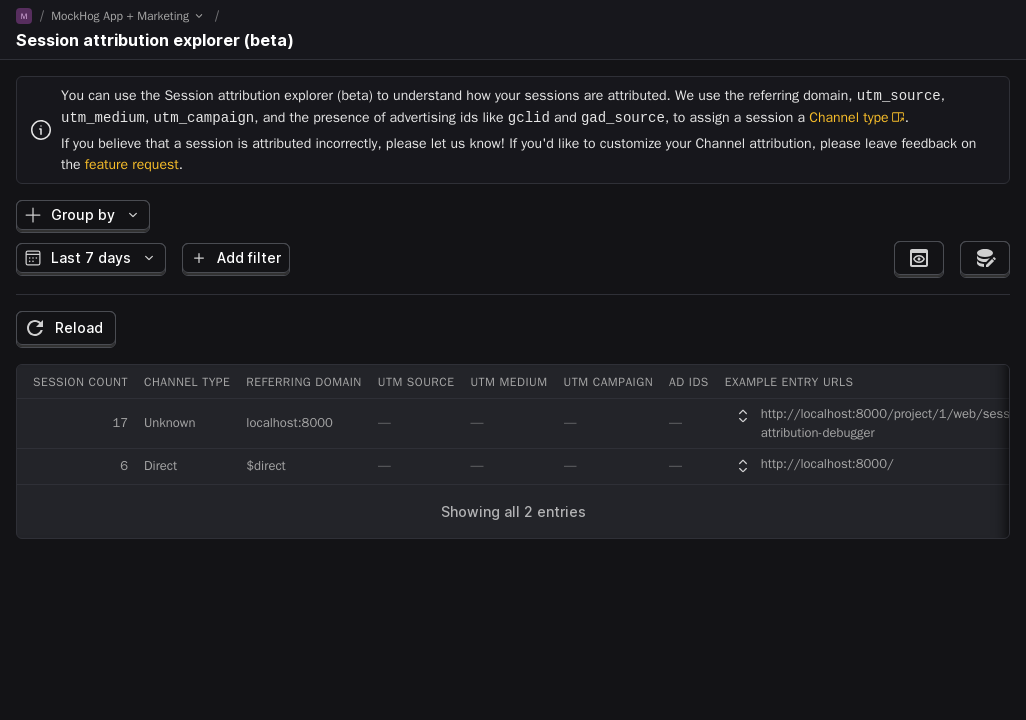 M / MockHog App + Marketing /
Session attribution explorer (beta)
You can use the Session attribution explorer (beta) to understand how your sessions are attributed. We use the referring domain, utm_source,
utm_medium, utm_campaign, and the presence of advertising ids like gclid and gad_source, to assign a session a Channel type.
If you believe that a session is attributed incorrectly, please let us know! If you'd like to customize your Channel attribution, please leave feedback on
the feature request.
Group by
Last 7 days Add filter
Reload
SESSION COUNT CHANNEL TYPE REFERRING DOMAIN UTM SOURCE UTM MEDIUM UTM CAMPAIGN AD IDS EXAMPLE ENTRY URLS
17 Unknown localhost:8000 — — — — http://localhost:8000/project/1/web/sess
attribution-debugger
6 Direct $direct — — — — http://localhost:8000/
Showing all 2 entries